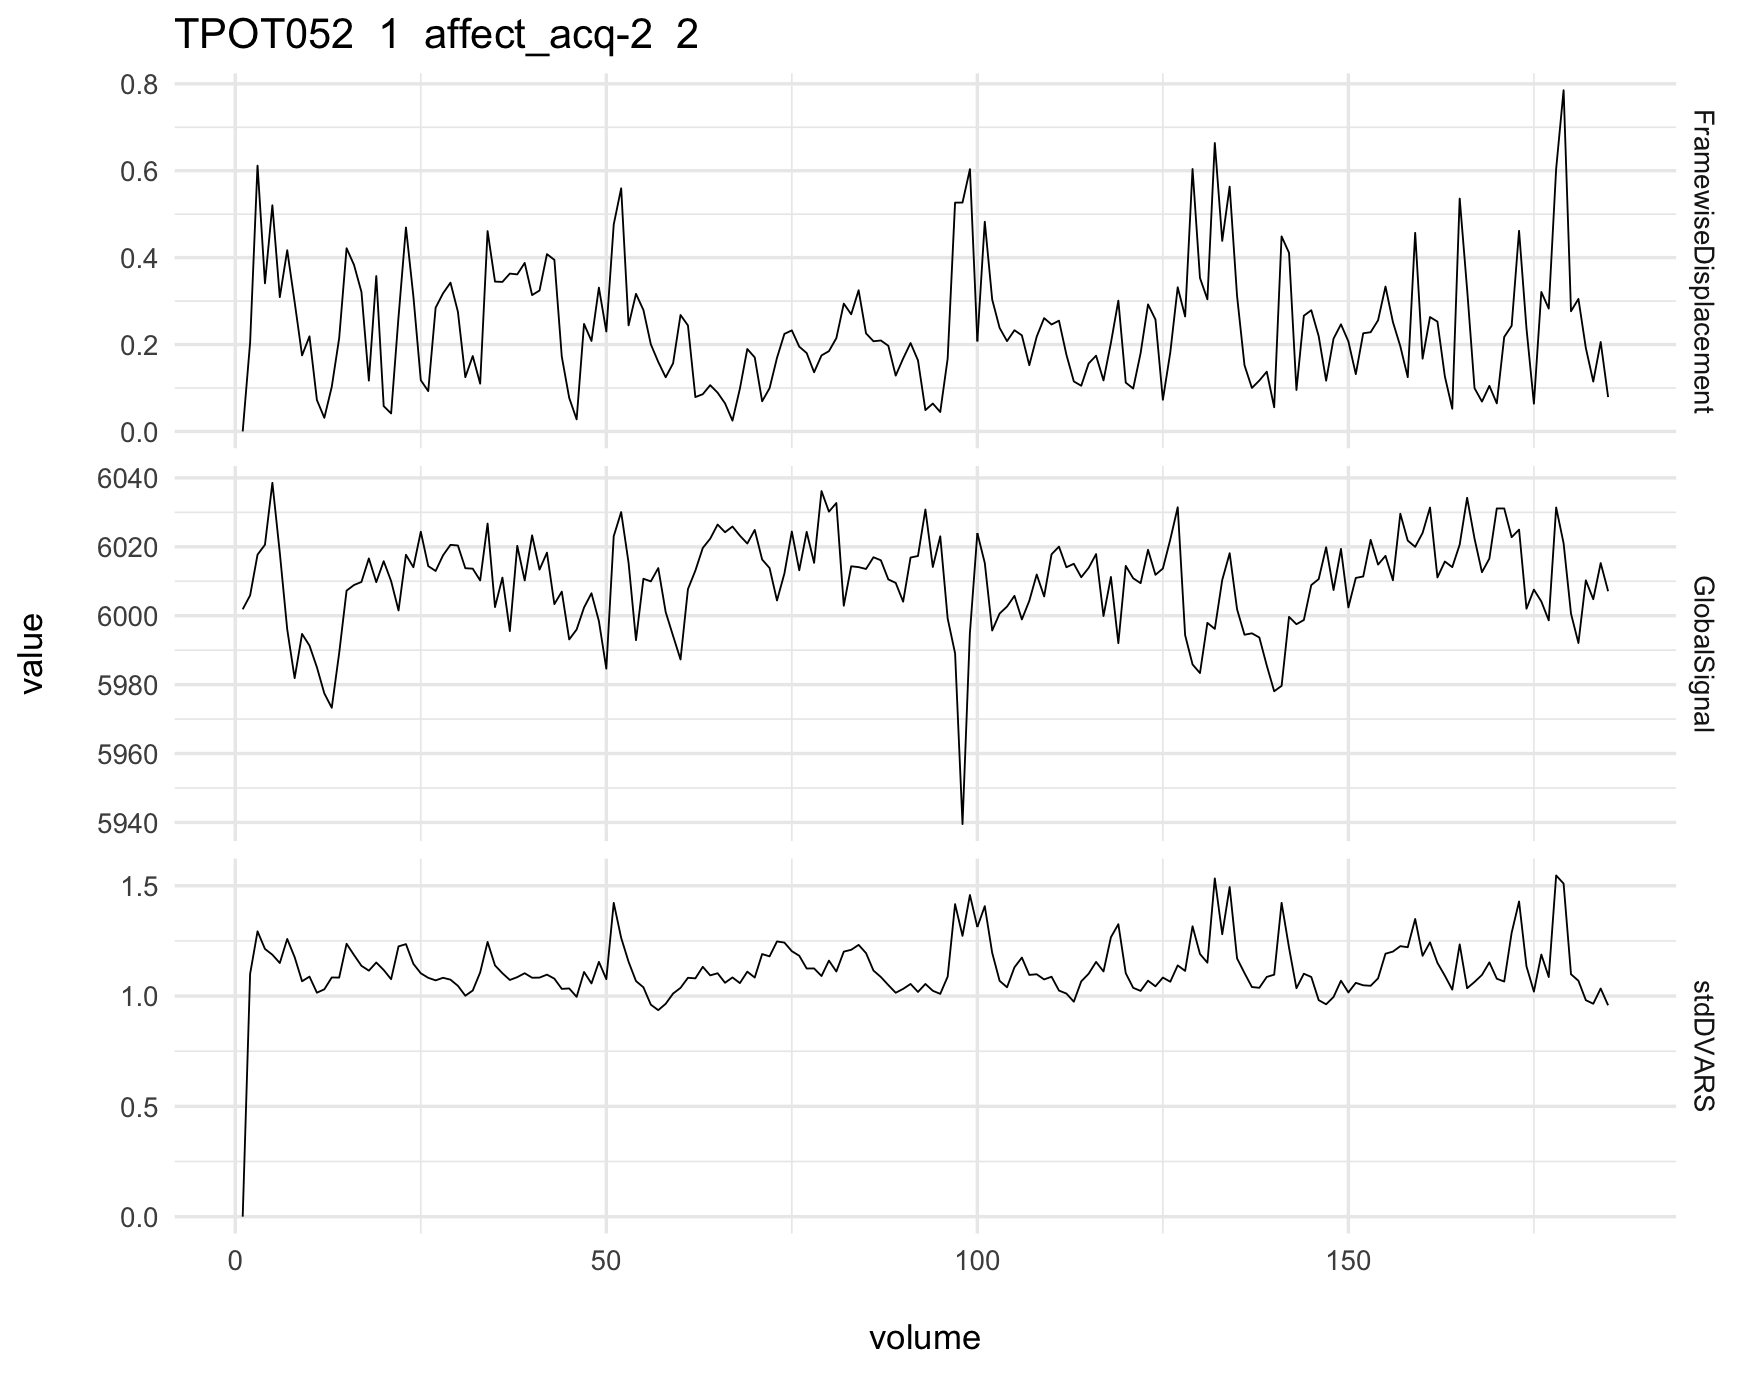 TPOT052 1 affect_acq-2 2
0.8
0.6
0.4
0.2
0.0
FramewiseDisplacement
6040
6020
6000
5980
5960
5940
GlobalSignal
value
1.5
1.0
0.5
0.0
stdDVARS
0 50 100 150
volume